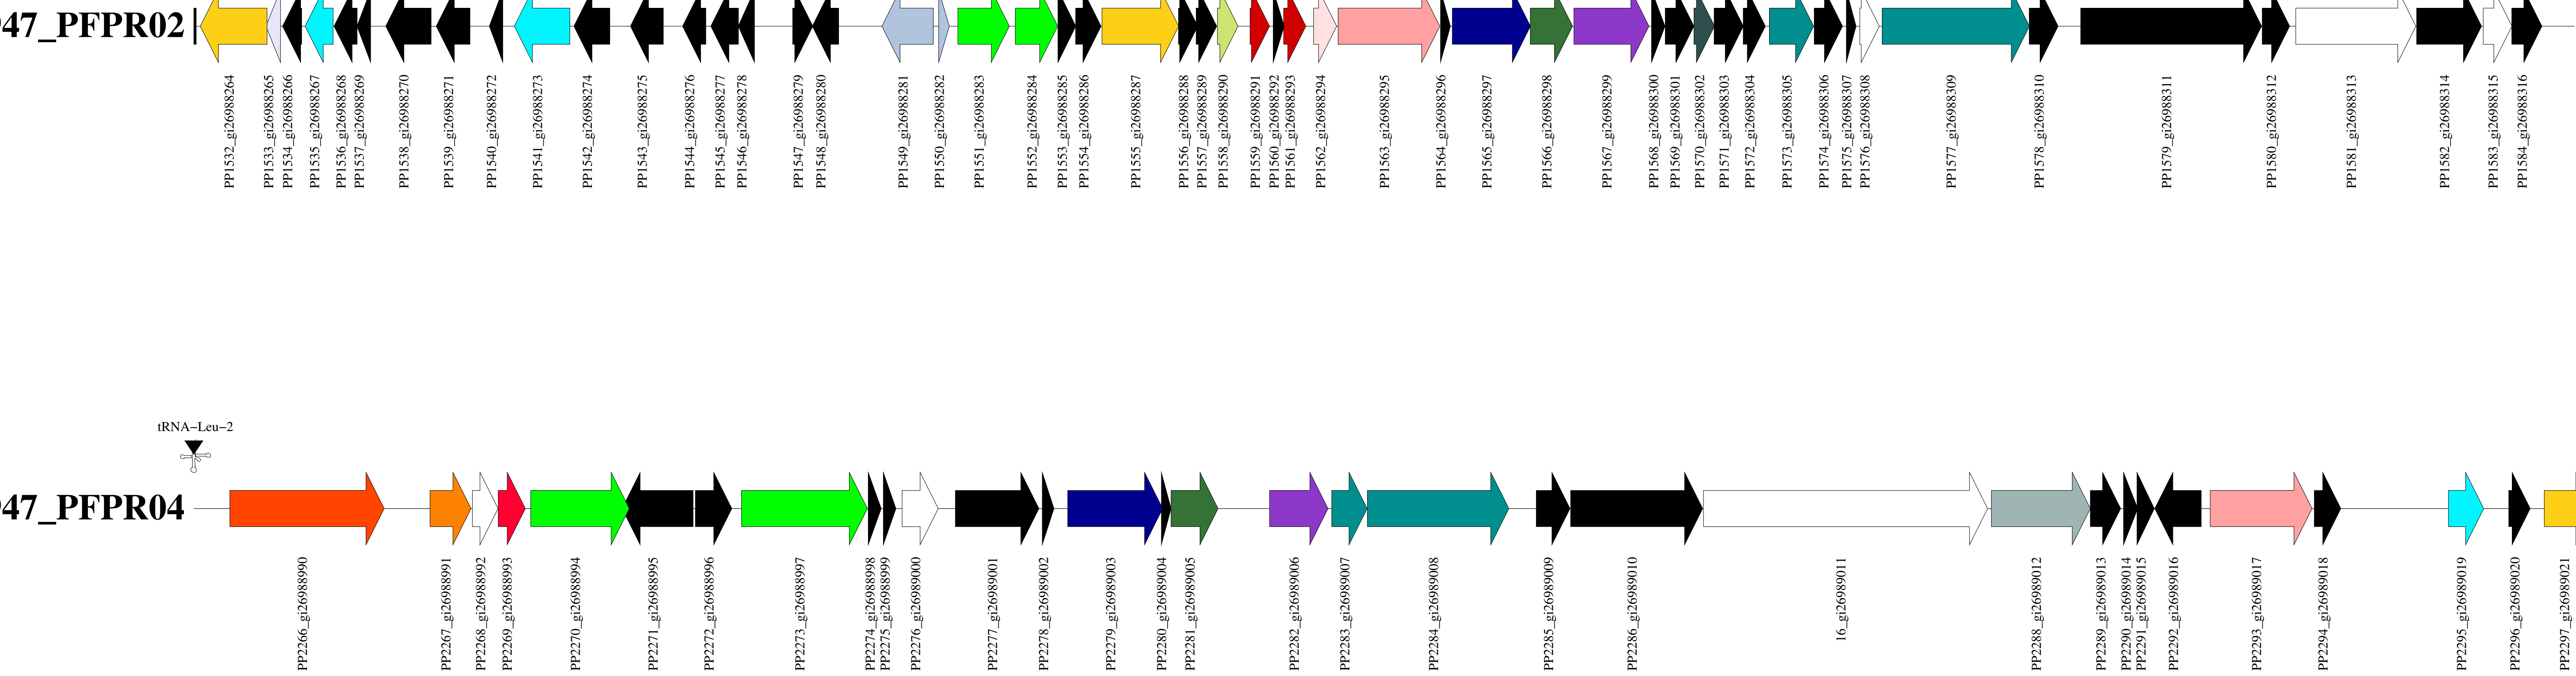 947_PFPR02
PP1532_gi26988264
PP1533_gi26988265
PP1534_gi26988266
PP1535_gi26988267
PP1536_gi26988268
PP1537_gi26988269
PP1538_gi26988270
PP1539_gi26988271
PP1540_gi26988272
PP1541_gi26988273
PP1542_gi26988274
PP1543_gi26988275
PP1544_gi26988276
PP1545_gi26988277
PP1546_gi26988278
PP1547_gi26988279
PP1548_gi26988280
PP1549_gi26988281
PP1550_gi26988282
PP1551_gi26988283
PP1552_gi26988284
PP1553_gi26988285
PP1554_gi26988286
PP1555_gi26988287
PP1556_gi26988288
PP1557_gi26988289
PP1558_gi26988290
PP1559_gi26988291
PP1560_gi26988292
PP1561_gi26988293
PP1562_gi26988294
PP1563_gi26988295
PP1564_gi26988296
PP1565_gi26988297
PP1566_gi26988298
PP1567_gi26988299
PP1568_gi26988300
PP1569_gi26988301
PP1570_gi26988302
PP1571_gi26988303
PP1572_gi26988304
PP1573_gi26988305
PP1574_gi26988306
PP1575_gi26988307
PP1576_gi26988308
PP1577_gi26988309
PP1578_gi26988310
PP1579_gi26988311
PP1580_gi26988312
PP1581_gi26988313
PP1582_gi26988314
PP1583_gi26988315
PP1584_gi26988316
tRNA−Leu−2
947_PFPR04
PP2266_gi26988990
PP2267_gi26988991
PP2268_gi26988992
PP2269_gi26988993
PP2270_gi26988994
PP2271_gi26988995
PP2272_gi26988996
PP2273_gi26988997
PP2274_gi26988998
PP2275_gi26988999
PP2276_gi26989000
PP2277_gi26989001
PP2278_gi26989002
PP2279_gi26989003
PP2280_gi26989004
PP2281_gi26989005
PP2282_gi26989006
PP2283_gi26989007
PP2284_gi26989008
PP2285_gi26989009
PP2286_gi26989010
16_gi26989011
PP2288_gi26989012
PP2289_gi26989013
PP2290_gi26989014
PP2291_gi26989015
PP2292_gi26989016
PP2293_gi26989017
PP2294_gi26989018
PP2295_gi26989019
PP2296_gi26989020
PP2297_gi26989021